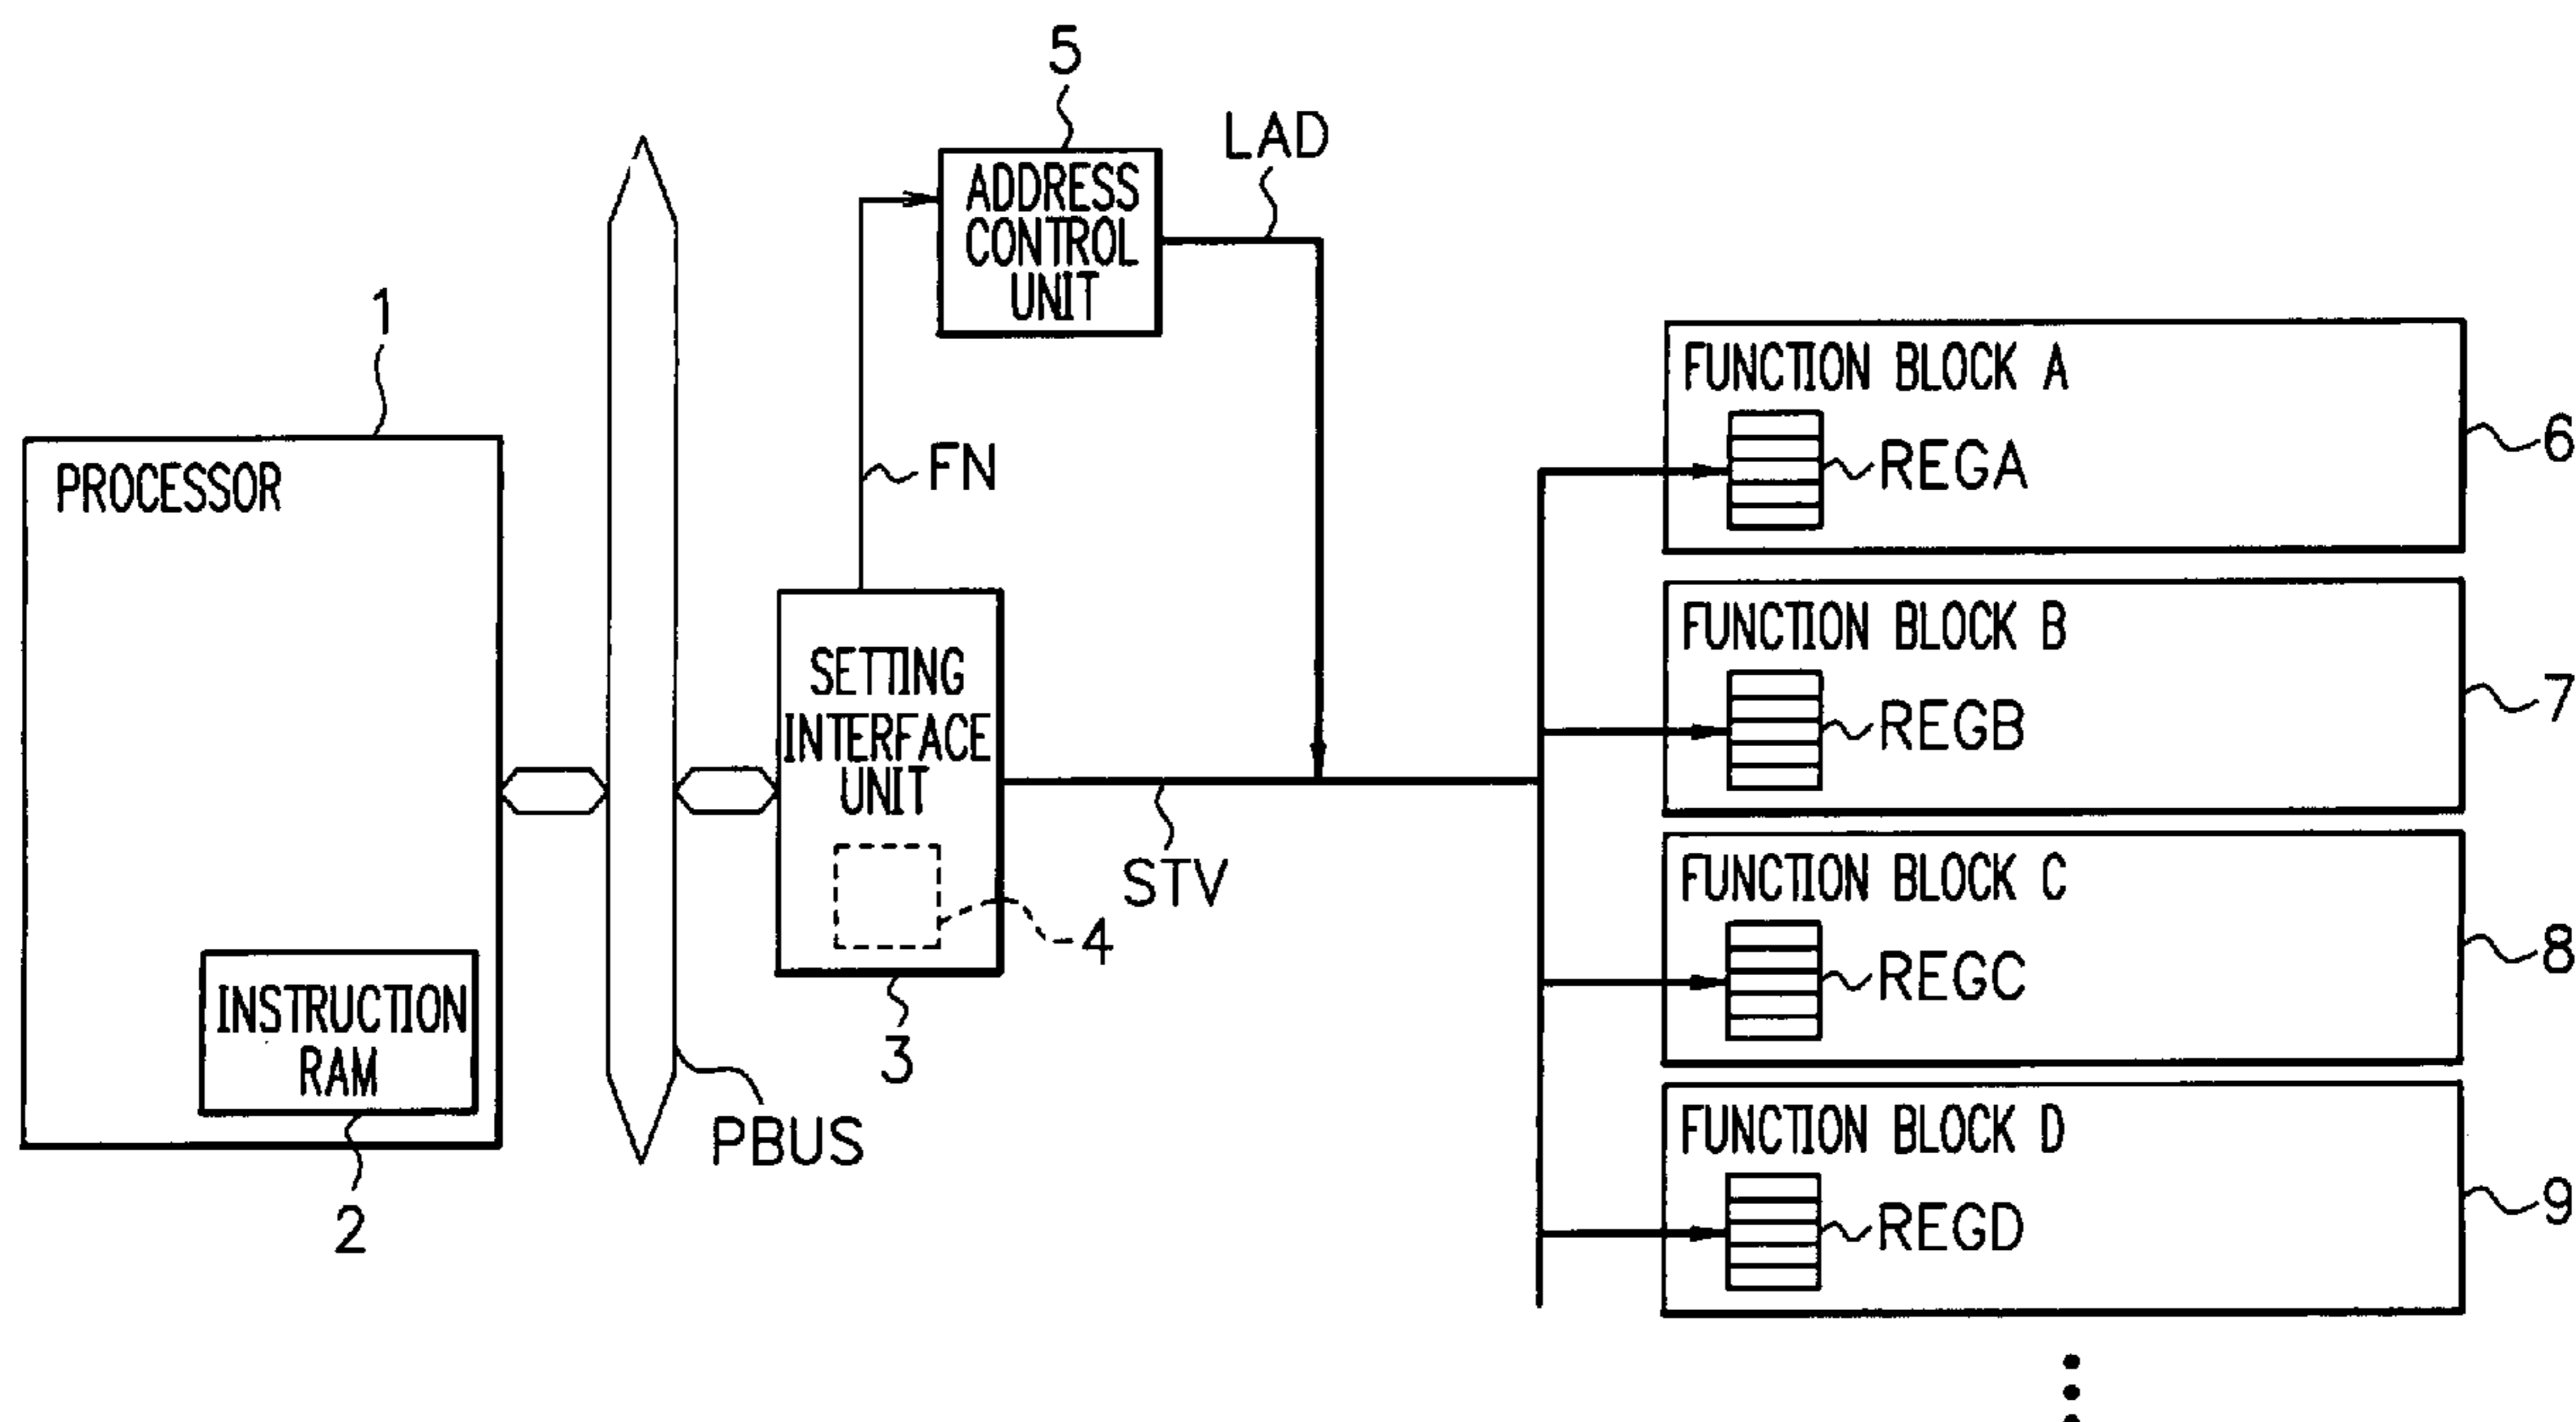 5
LAD
ADDRESS
CONTROL
UNIT
1
PROCESSOR
FN
FUNCTION BLOCK A
REGA
6
SETTING
INTERFACE
UNIT
FUNCTION BLOCK B
REGB
7
STV
4
3
FUNCTION BLOCK C
REGC
8
INSTRUCTION
RAM
2
PBUS
FUNCTION BLOCK D
REGD
9